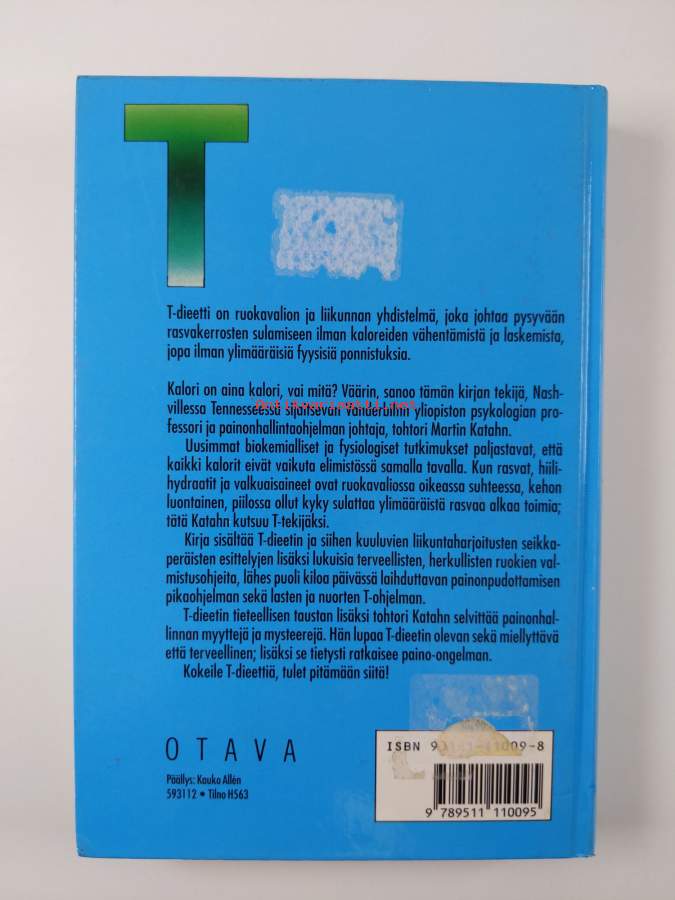 T
T-dieetti on ruokavalion ja liikunnan yhdistelmä, joka johtaa pysyvään
rasvakerrosten sulamiseen ilman kaloreiden vähentämistä ja laskemista,
jopa ilman ylimääräisiä fyysisiä ponnistuksia.
Kalori on aina kalori, vai mitä? Väärin, sanoo tämän kirjan tekijä, Nash-
villessa Tennesseessä sijaitsevan Vanderbiltin yliopiston psykologian pro-
fessori ja painonhallintaohjelman johtaja, tohtori Martin Katahn.
Uusimmat biokemialliset ja fysiologiset tutkimukset paljastavat, että
kaikki kalorit eivät vaikuta elimistössä samalla tavalla. Kun rasvat, hiili-
hydraatit ja valkuaisaineet ovat ruokavaliossa oikeassa suhteessa, kehon
luontainen, piilossa ollut kyky sulattaa ylimääräistä rasvaa alkaa toimia;
tätä Katahn kutsuu T-tekijäksi.
Kirja sisältää T-dieetin ja siihen kuuluvien liikuntaharjoitusten seikka-
peräisten esittelyjen lisäksi lukuisia terveellisten, herkullisten ruokien val-
mistusohjeita, lähes puoli kiloa päivässä laihduttavan painonpudottamisen
pikaohjelman sekä lasten ja nuorten T-ohjelman.
T-dieetin tieteellisen taustan lisäksi tohtori Katahn selvittää painonhal-
linnan myyttejä ja mysteerejä. Hän lupaa T-dieetin olevan sekä miellyttävä
että terveellinen; lisäksi se tietysti ratkaisee paino-ongelman.
Kokeile T-dieettiä, tulet pitämään siitä!
OTAVA
Päällys: Kauko Allén
593112 • Tilno H563
ISBN 11009-8
9 789511 110095